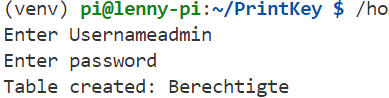 (venv) pi@lenny-pi:~/PrintKey $ /ho
Enter Usernameadmin
Enter password
Table created: Berechtigte